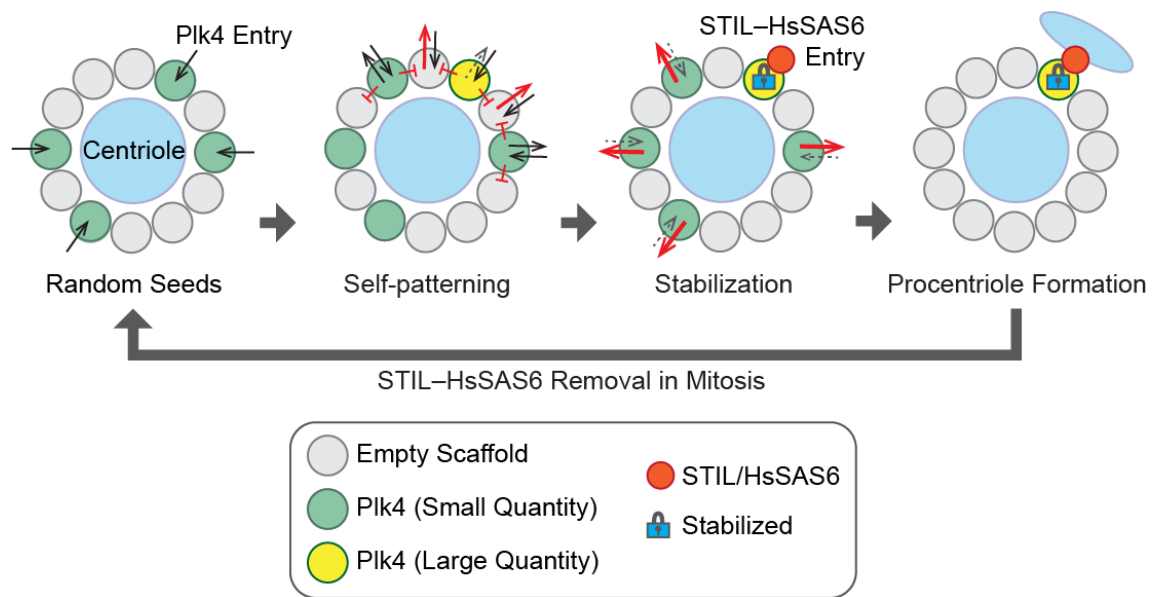 Plk4 Entry
STIL–HsSAS6
Entry
Centriole
Random Seeds
Self-patterning
Stabilization
Procentriole Formation
STIL–HsSAS6 Removal in Mitosis
Empty Scaffold
Plk4 (Small Quantity)
Plk4 (Large Quantity)
STIL/HsSAS6
Stabilized